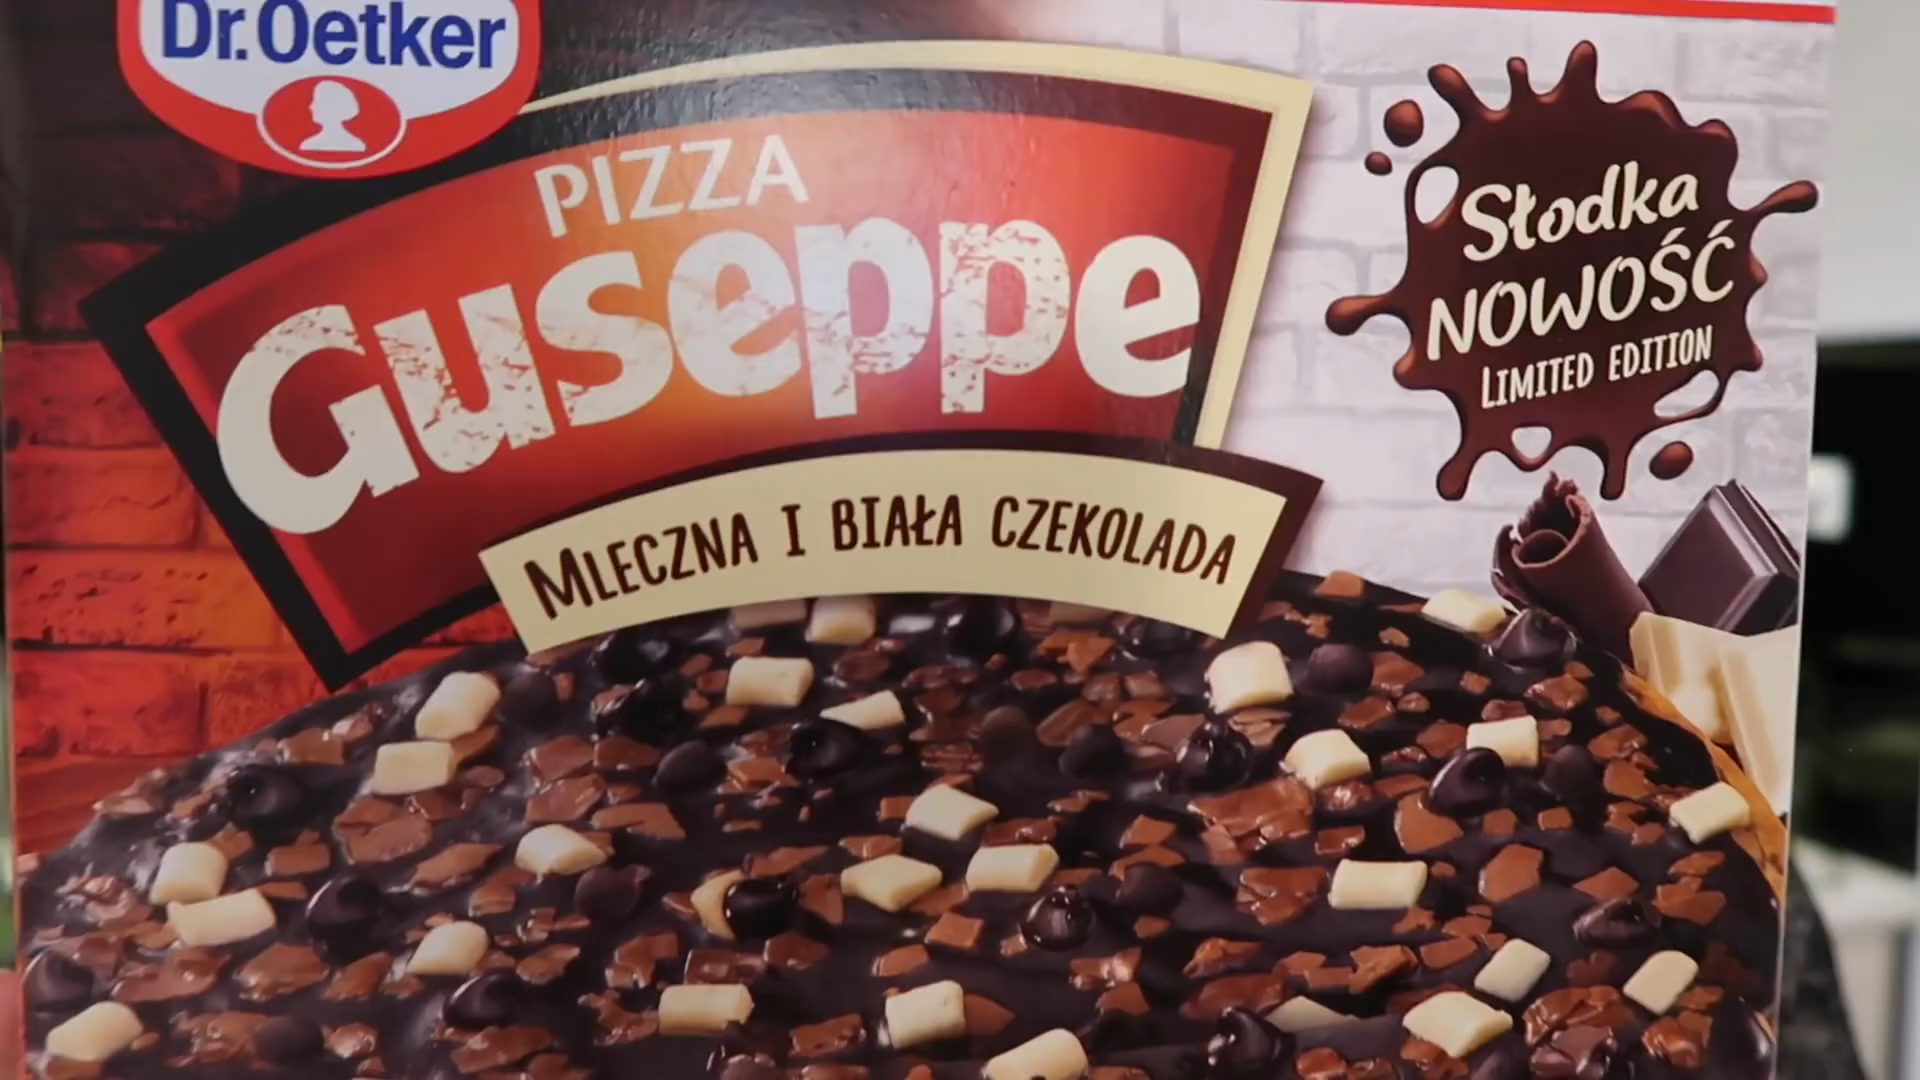 Dr. Oetker
PIZZA
Guseppe
MLECZNA I BIAŁA CZEKOLADA
Słodka
NOWOŚĆ
LIMITED EDITION